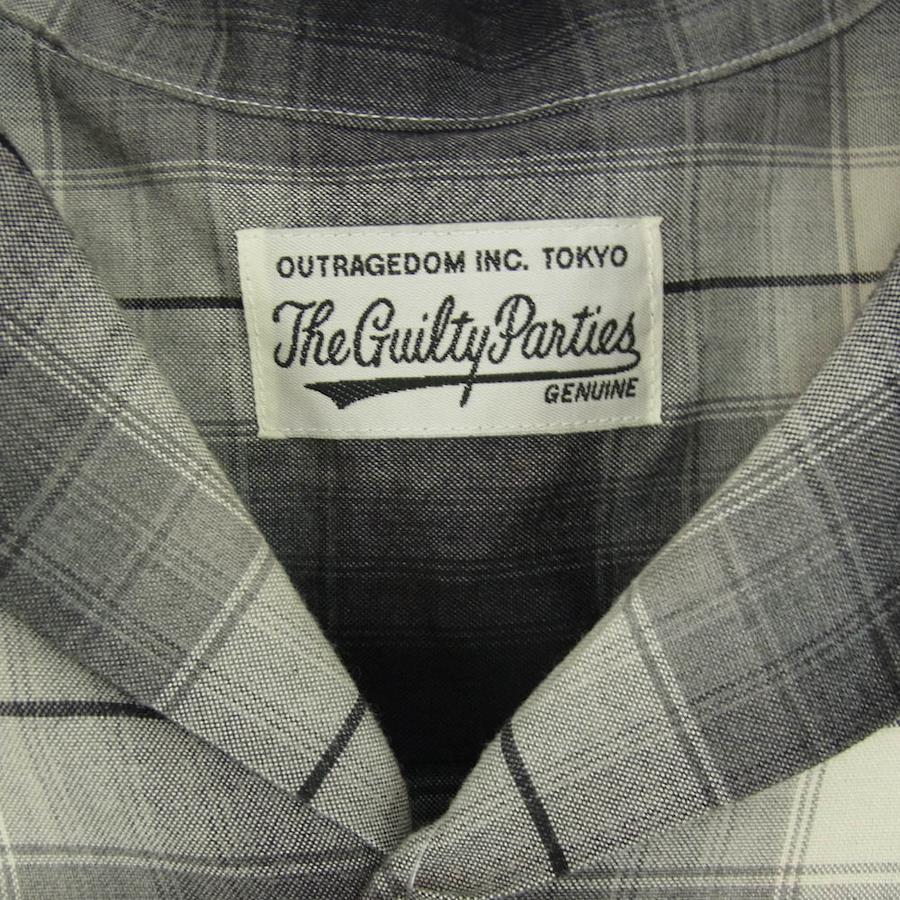 OUTRAGEDOM INC. TOKYO
The Guilty Parties
GENUINE